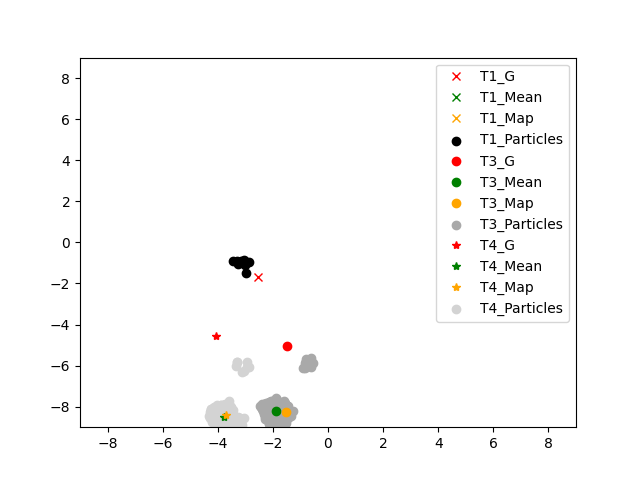 8
6
4
2
0
−2
−4
−6
−8
−8
−6
−4
−2
0
2
4
6
8
T1_G
T1_Mean
T1_Map
T1_Particles
T3_G
T3_Mean
T3_Map
T3_Particles
T4_G
T4_Mean
T4_Map
T4_Particles